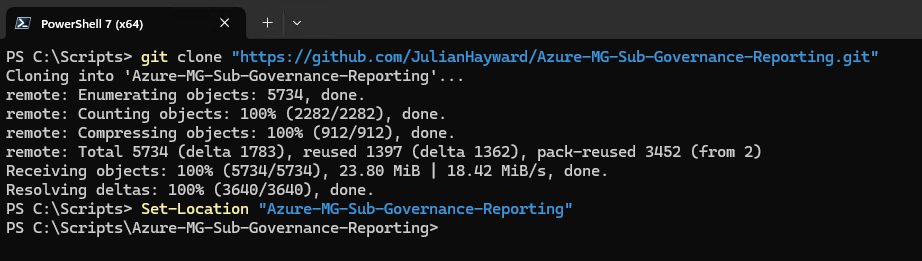 PowerShell 7 (x64)
PS C:\Scripts> git clone "https://github.com/JulianHayward/Azure-MG-Sub-Governance-Reporting.git"
Cloning into 'Azure-MG-Sub-Governance-Reporting'...
remote: Enumerating objects: 5734, done.
remote: Counting objects: 100% (2282/2282), done.
remote: Compressing objects: 100% (912/912), done.
remote: Total 5734 (delta 1783), reused 1397 (delta 1362), pack-reused 3452 (from 2)
Receiving objects: 100% (5734/5734), 23.80 MiB | 18.42 MiB/s, done.
Resolving deltas: 100% (3640/3640), done.
PS C:\Scripts> Set-Location "Azure-MG-Sub-Governance-Reporting"
PS C:\Scripts\Azure-MG-Sub-Governance-Reporting>